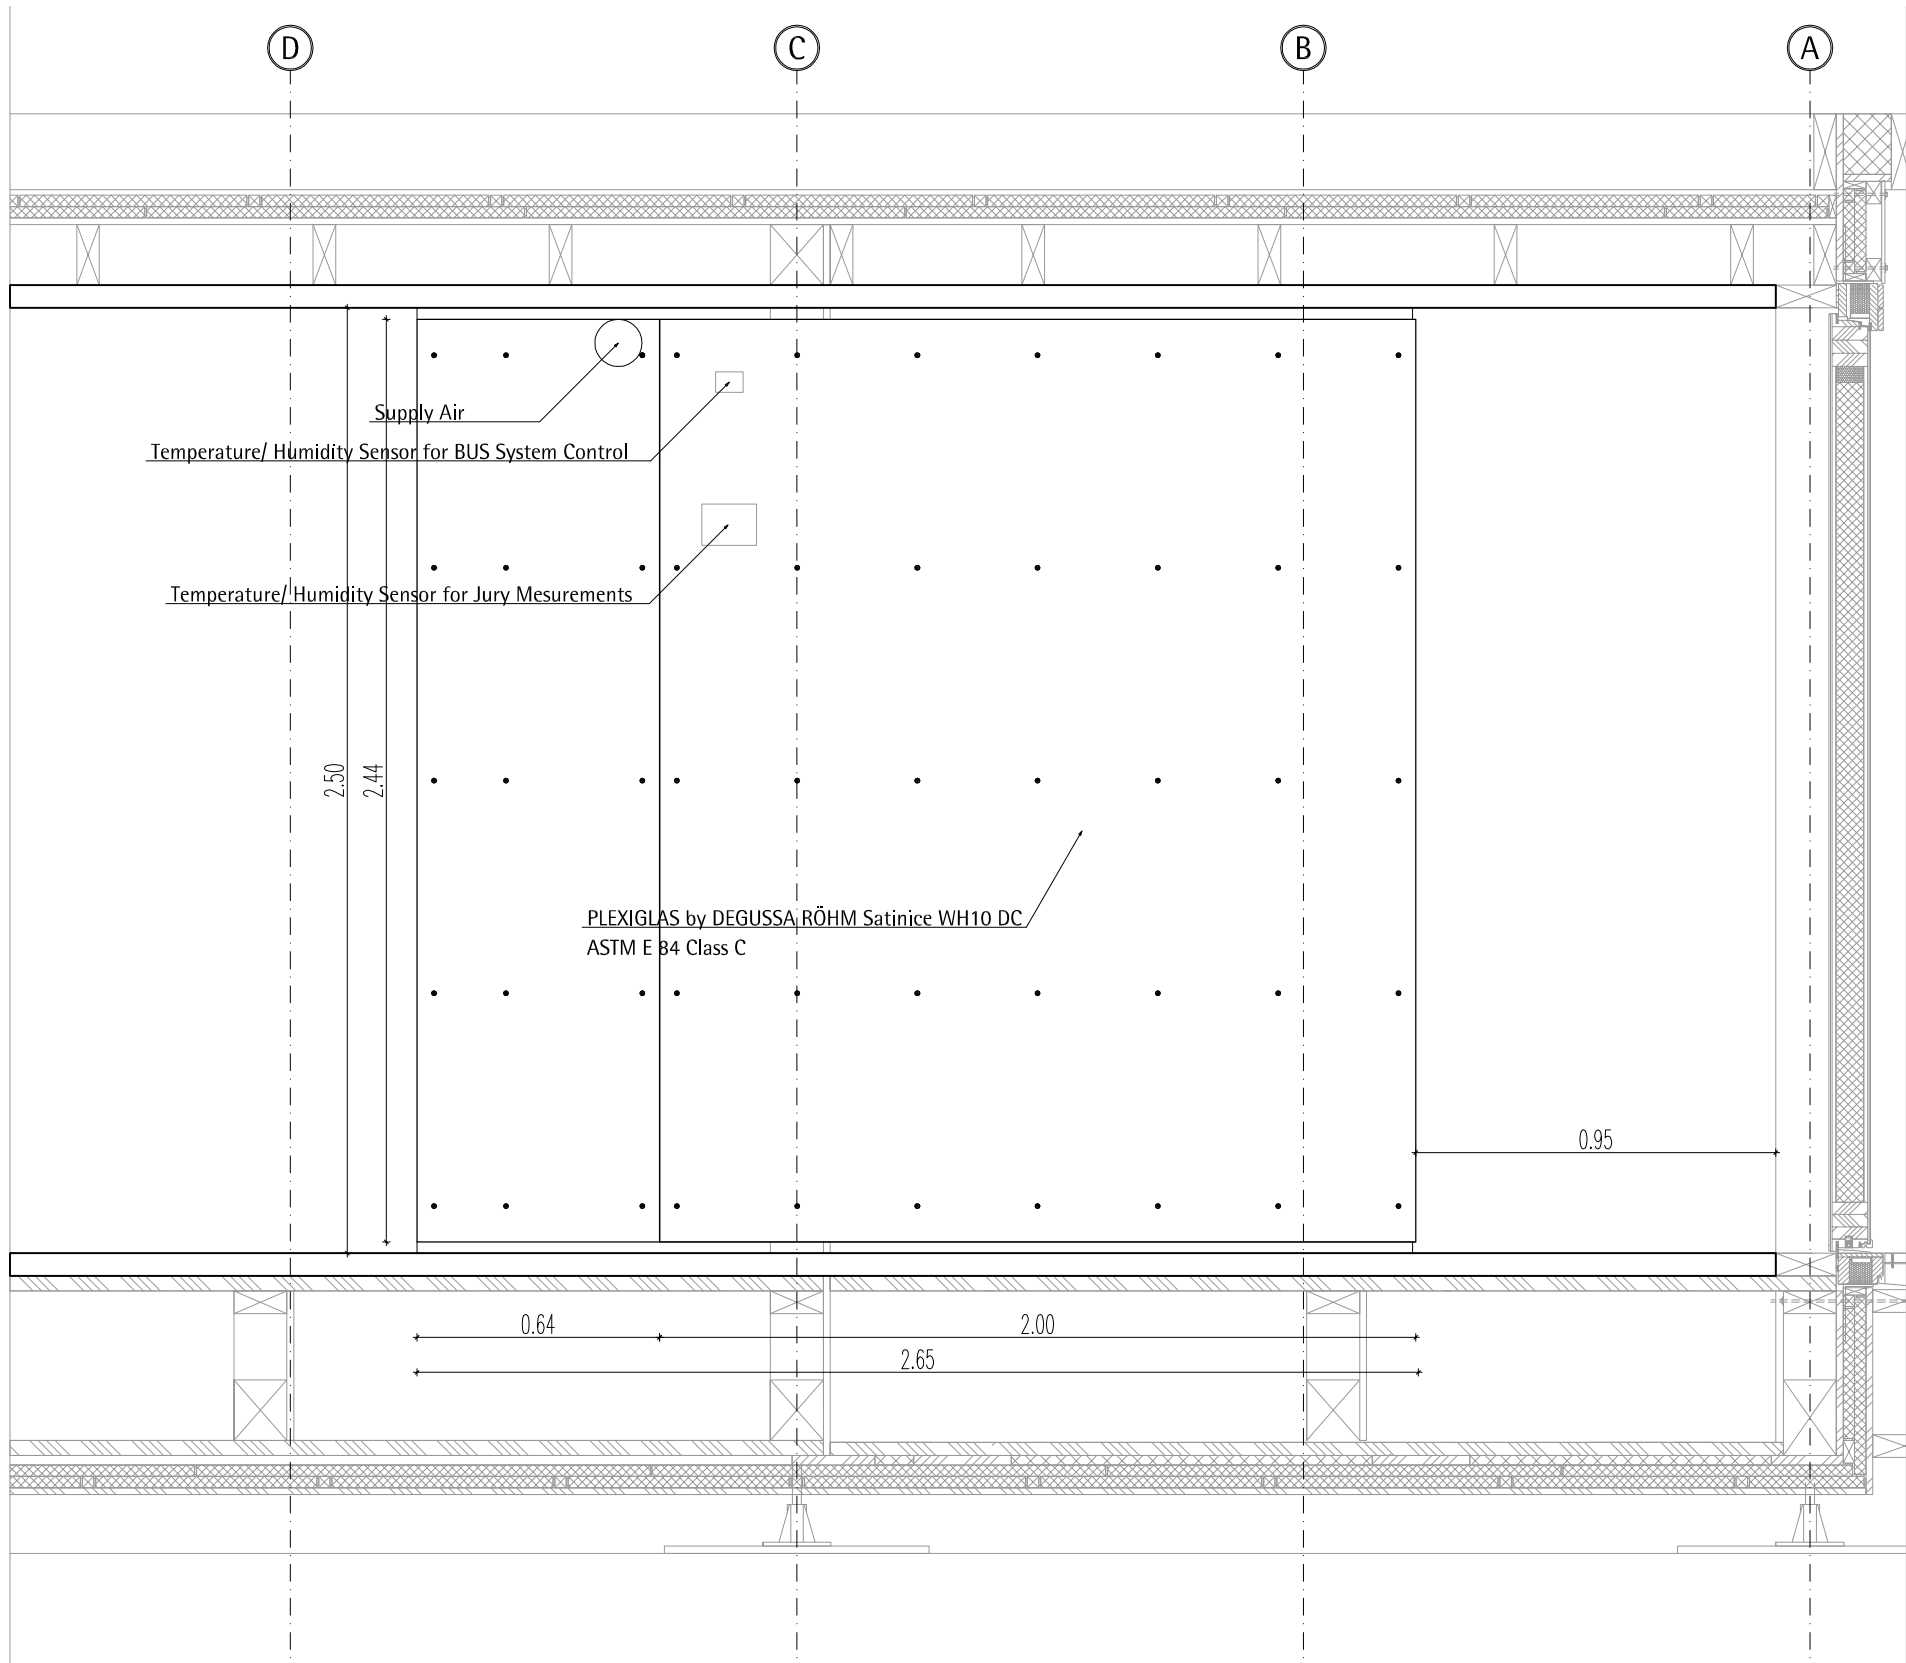 D
C
B
A
Supply Air
Temperature/ Humidity Sensor for BUS System Control
Temperature/ Humidity Sensor for Jury Mesurements
2.50
2.44
PLEXIGLAS by DEGUSSA RÖHM Satinice WH10 DC
ASTM E 84 Class C
0.95
0.64
2.00
2.65